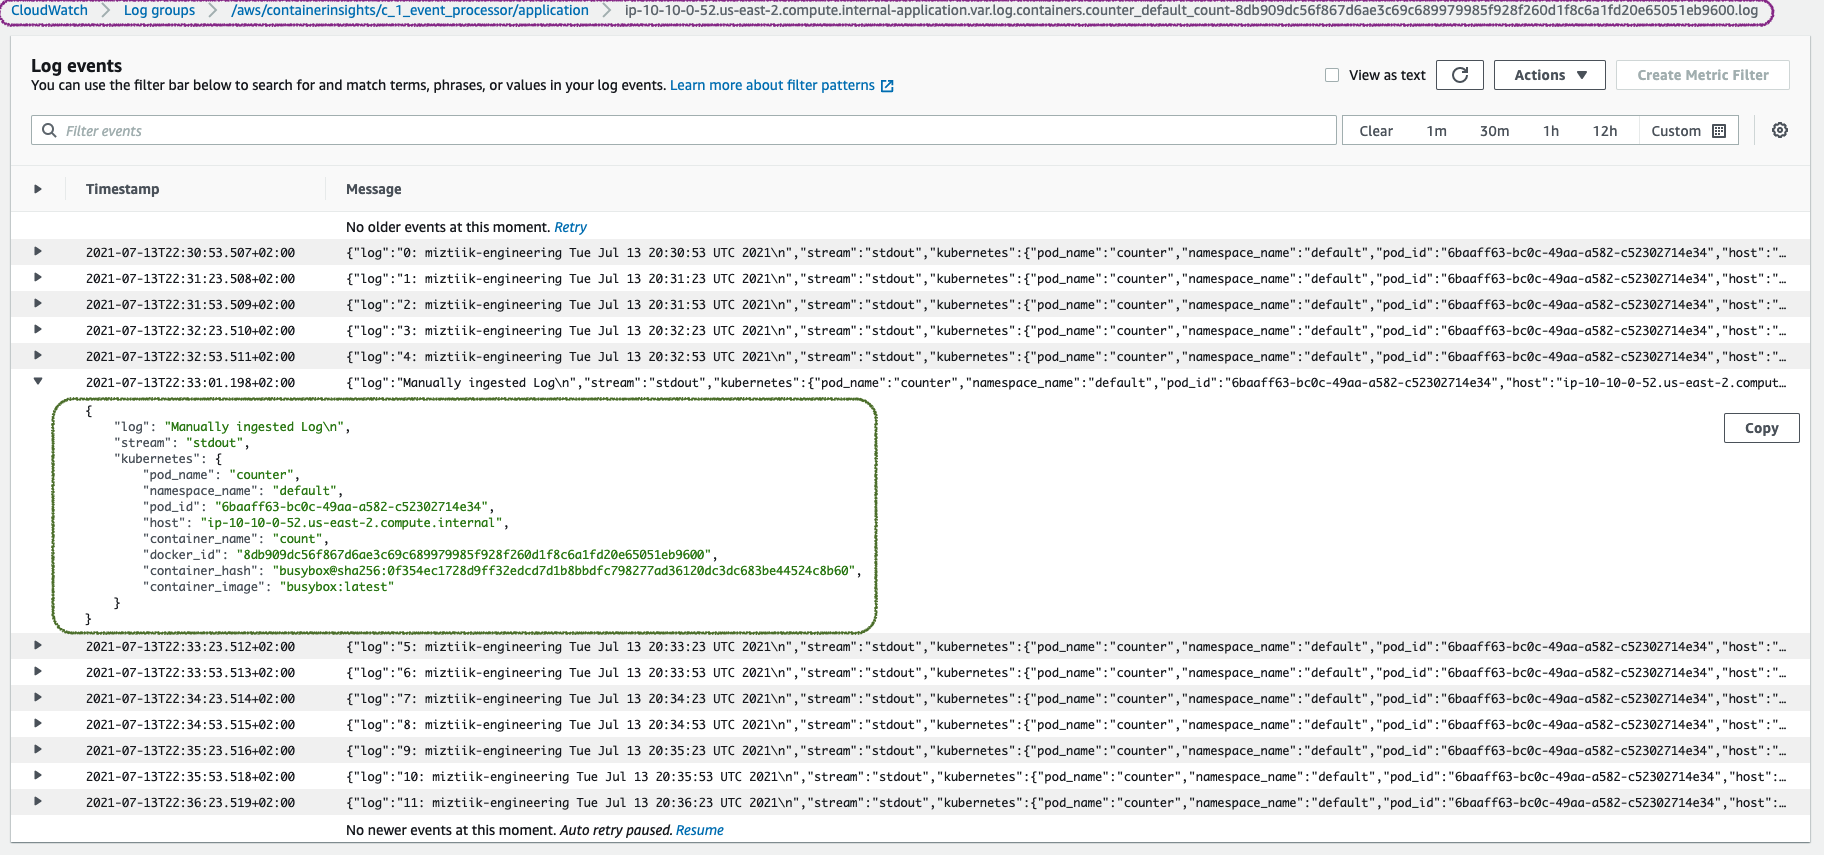 CloudWatch > Log groups > /aws/containerinsights/c_1_event_processor/application > ip-10-10-0-52.us-east-2.compute.internal-application.var.log.containers.counter_default_count-8db909dc56f867d6ae3c69c689979985f928f260d1f8c6a1fd20e65051eb9600.log
Log events
You can use the filter bar below to search for and match terms, phrases, or values in your log events. Learn more about filter patterns
View as text
Actions
Create Metric Filter
Filter events
Clear 1m 30m 1h 12h Custom
Timestamp Message
No older events at this moment. Retry
2021-07-13T22:30:53.507+02:00 {"log":"0: miztiik-engineering Tue Jul 13 20:30:53 UTC 2021\n","stream":"stdout","kubernetes":{"pod_name":"counter","namespace_name":"default","pod_id":"6baaff63-bc0c-49aa-a582-c52302714e34","host":"…
2021-07-13T22:31:23.508+02:00 {"log":"1: miztiik-engineering Tue Jul 13 20:31:23 UTC 2021\n","stream":"stdout","kubernetes":{"pod_name":"counter","namespace_name":"default","pod_id":"6baaff63-bc0c-49aa-a582-c52302714e34","host":"…
2021-07-13T22:31:53.509+02:00 {"log":"2: miztiik-engineering Tue Jul 13 20:31:53 UTC 2021\n","stream":"stdout","kubernetes":{"pod_name":"counter","namespace_name":"default","pod_id":"6baaff63-bc0c-49aa-a582-c52302714e34","host":"…
2021-07-13T22:32:23.510+02:00 {"log":"3: miztiik-engineering Tue Jul 13 20:32:23 UTC 2021\n","stream":"stdout","kubernetes":{"pod_name":"counter","namespace_name":"default","pod_id":"6baaff63-bc0c-49aa-a582-c52302714e34","host":"…
2021-07-13T22:32:53.511+02:00 {"log":"4: miztiik-engineering Tue Jul 13 20:32:53 UTC 2021\n","stream":"stdout","kubernetes":{"pod_name":"counter","namespace_name":"default","pod_id":"6baaff63-bc0c-49aa-a582-c52302714e34","host":"…
2021-07-13T22:33:01.198+02:00 {"log":"Manually ingested Log\n","stream":"stdout","kubernetes":{"pod_name":"counter","namespace_name":"default","pod_id":"6baaff63-bc0c-49aa-a582-c52302714e34","host":"ip-10-10-0-52.us-east-2.comput…
{
"log": "Manually ingested Log\n",
"stream": "stdout",
"kubernetes": {
"pod_name": "counter",
"namespace_name": "default",
"pod_id": "6baaff63-bc0c-49aa-a582-c52302714e34",
"host": "ip-10-10-0-52.us-east-2.compute.internal",
"container_name": "count",
"docker_id": "8db909dc56f867d6ae3c69c689979985f928f260d1f8c6a1fd20e65051eb9600",
"container_hash": "busybox@sha256:0f354ec1728d9ff32edcd7d1b8bbdfc798277ad36120dc3dc683be44524c8b60",
"container_image": "busybox:latest"
}
}
Copy
2021-07-13T22:33:23.512+02:00 {"log":"5: miztiik-engineering Tue Jul 13 20:33:23 UTC 2021\n","stream":"stdout","kubernetes":{"pod_name":"counter","namespace_name":"default","pod_id":"6baaff63-bc0c-49aa-a582-c52302714e34","host":"…
2021-07-13T22:33:53.513+02:00 {"log":"6: miztiik-engineering Tue Jul 13 20:33:53 UTC 2021\n","stream":"stdout","kubernetes":{"pod_name":"counter","namespace_name":"default","pod_id":"6baaff63-bc0c-49aa-a582-c52302714e34","host":"…
2021-07-13T22:34:23.514+02:00 {"log":"7: miztiik-engineering Tue Jul 13 20:34:23 UTC 2021\n","stream":"stdout","kubernetes":{"pod_name":"counter","namespace_name":"default","pod_id":"6baaff63-bc0c-49aa-a582-c52302714e34","host":"…
2021-07-13T22:34:53.515+02:00 {"log":"8: miztiik-engineering Tue Jul 13 20:34:53 UTC 2021\n","stream":"stdout","kubernetes":{"pod_name":"counter","namespace_name":"default","pod_id":"6baaff63-bc0c-49aa-a582-c52302714e34","host":"…
2021-07-13T22:35:23.516+02:00 {"log":"9: miztiik-engineering Tue Jul 13 20:35:23 UTC 2021\n","stream":"stdout","kubernetes":{"pod_name":"counter","namespace_name":"default","pod_id":"6baaff63-bc0c-49aa-a582-c52302714e34","host":"…
2021-07-13T22:35:53.518+02:00 {"log":"10: miztiik-engineering Tue Jul 13 20:35:53 UTC 2021\n","stream":"stdout","kubernetes":{"pod_name":"counter","namespace_name":"default","pod_id":"6baaff63-bc0c-49aa-a582-c52302714e34","host":…
2021-07-13T22:36:23.519+02:00 {"log":"11: miztiik-engineering Tue Jul 13 20:36:23 UTC 2021\n","stream":"stdout","kubernetes":{"pod_name":"counter","namespace_name":"default","pod_id":"6baaff63-bc0c-49aa-a582-c52302714e34","host":…
No newer events at this moment. Auto retry paused. Resume